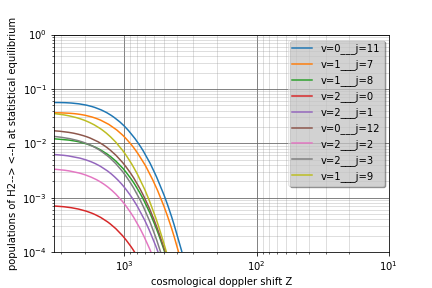 populations of H2--> <--h at statistical equilibrium
10⁰
10⁻¹
10⁻²
10⁻³
10⁻⁴
v=0___j=11
v=1___j=7
v=1___j=8
v=2___j=0
v=2___j=1
v=0___j=12
v=2___j=2
v=2___j=3
v=1___j=9
10³
10²
10¹
cosmological doppler shift Z